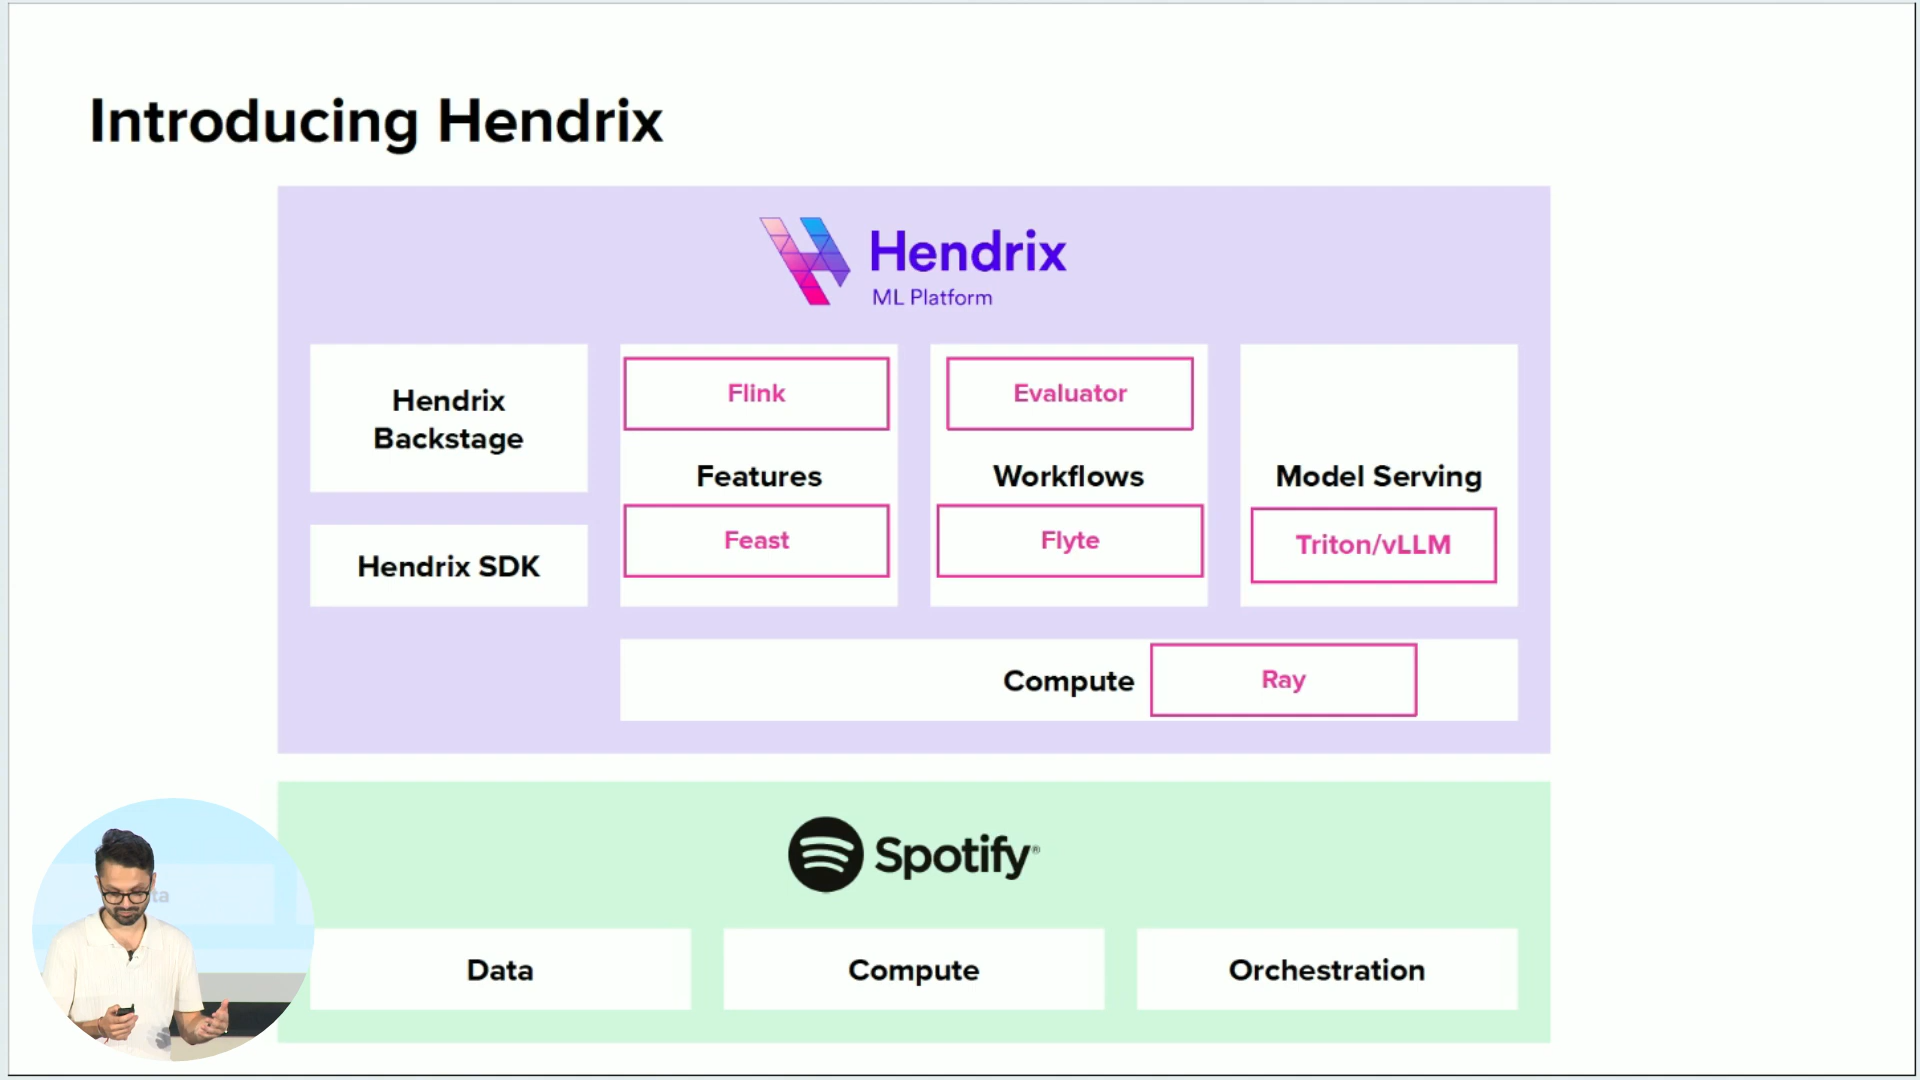 Introducing Hendrix
Hendrix
ML Platform
Hendrix
Backstage
Hendrix SDK
Flink
Features
Feast
Evaluator
Workflows
Flyte
Model Serving
Triton/vLLM
Compute
Ray
Spotify®
Data
Compute
Orchestration